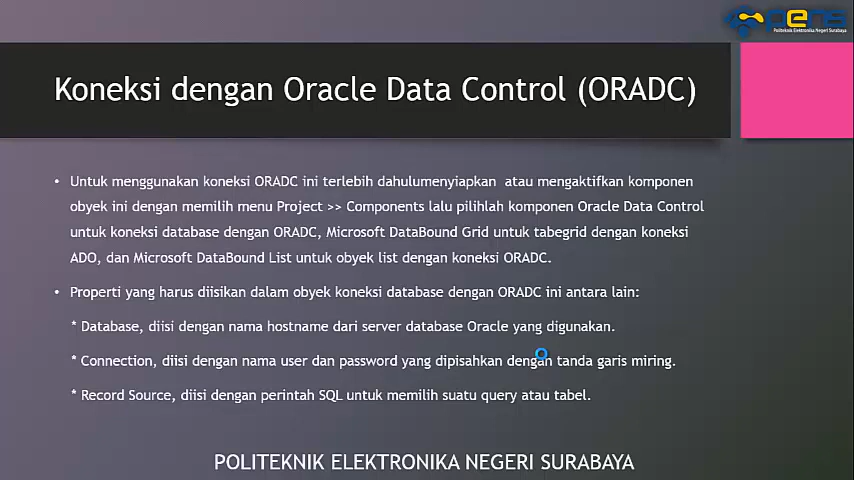 pens
Politeknik Elektronika Negeri Surabaya
Koneksi dengan Oracle Data Control (ORADC)
• Untuk menggunakan koneksi ORADC ini terlebih dahulumenyiapkan atau mengaktifkan komponen
obyek ini dengan memilih menu Project >> Components lalu pilihlah komponen Oracle Data Control
untuk koneksi database dengan ORADC, Microsoft DataBound Grid untuk tabegrid dengan koneksi
ADO, dan Microsoft DataBound List untuk obyek list dengan koneksi ORADC.
• Properti yang harus diisikan dalam obyek koneksi database dengan ORADC ini antara lain:
* Database, diisi dengan nama hostname dari server database Oracle yang digunakan.
* Connection, diisi dengan nama user dan password yang dipisahkan dengan tanda garis miring.
* Record Source, diisi dengan perintah SQL untuk memilih suatu query atau tabel.
POLITEKNIK ELEKTRONIKA NEGERI SURABAYA